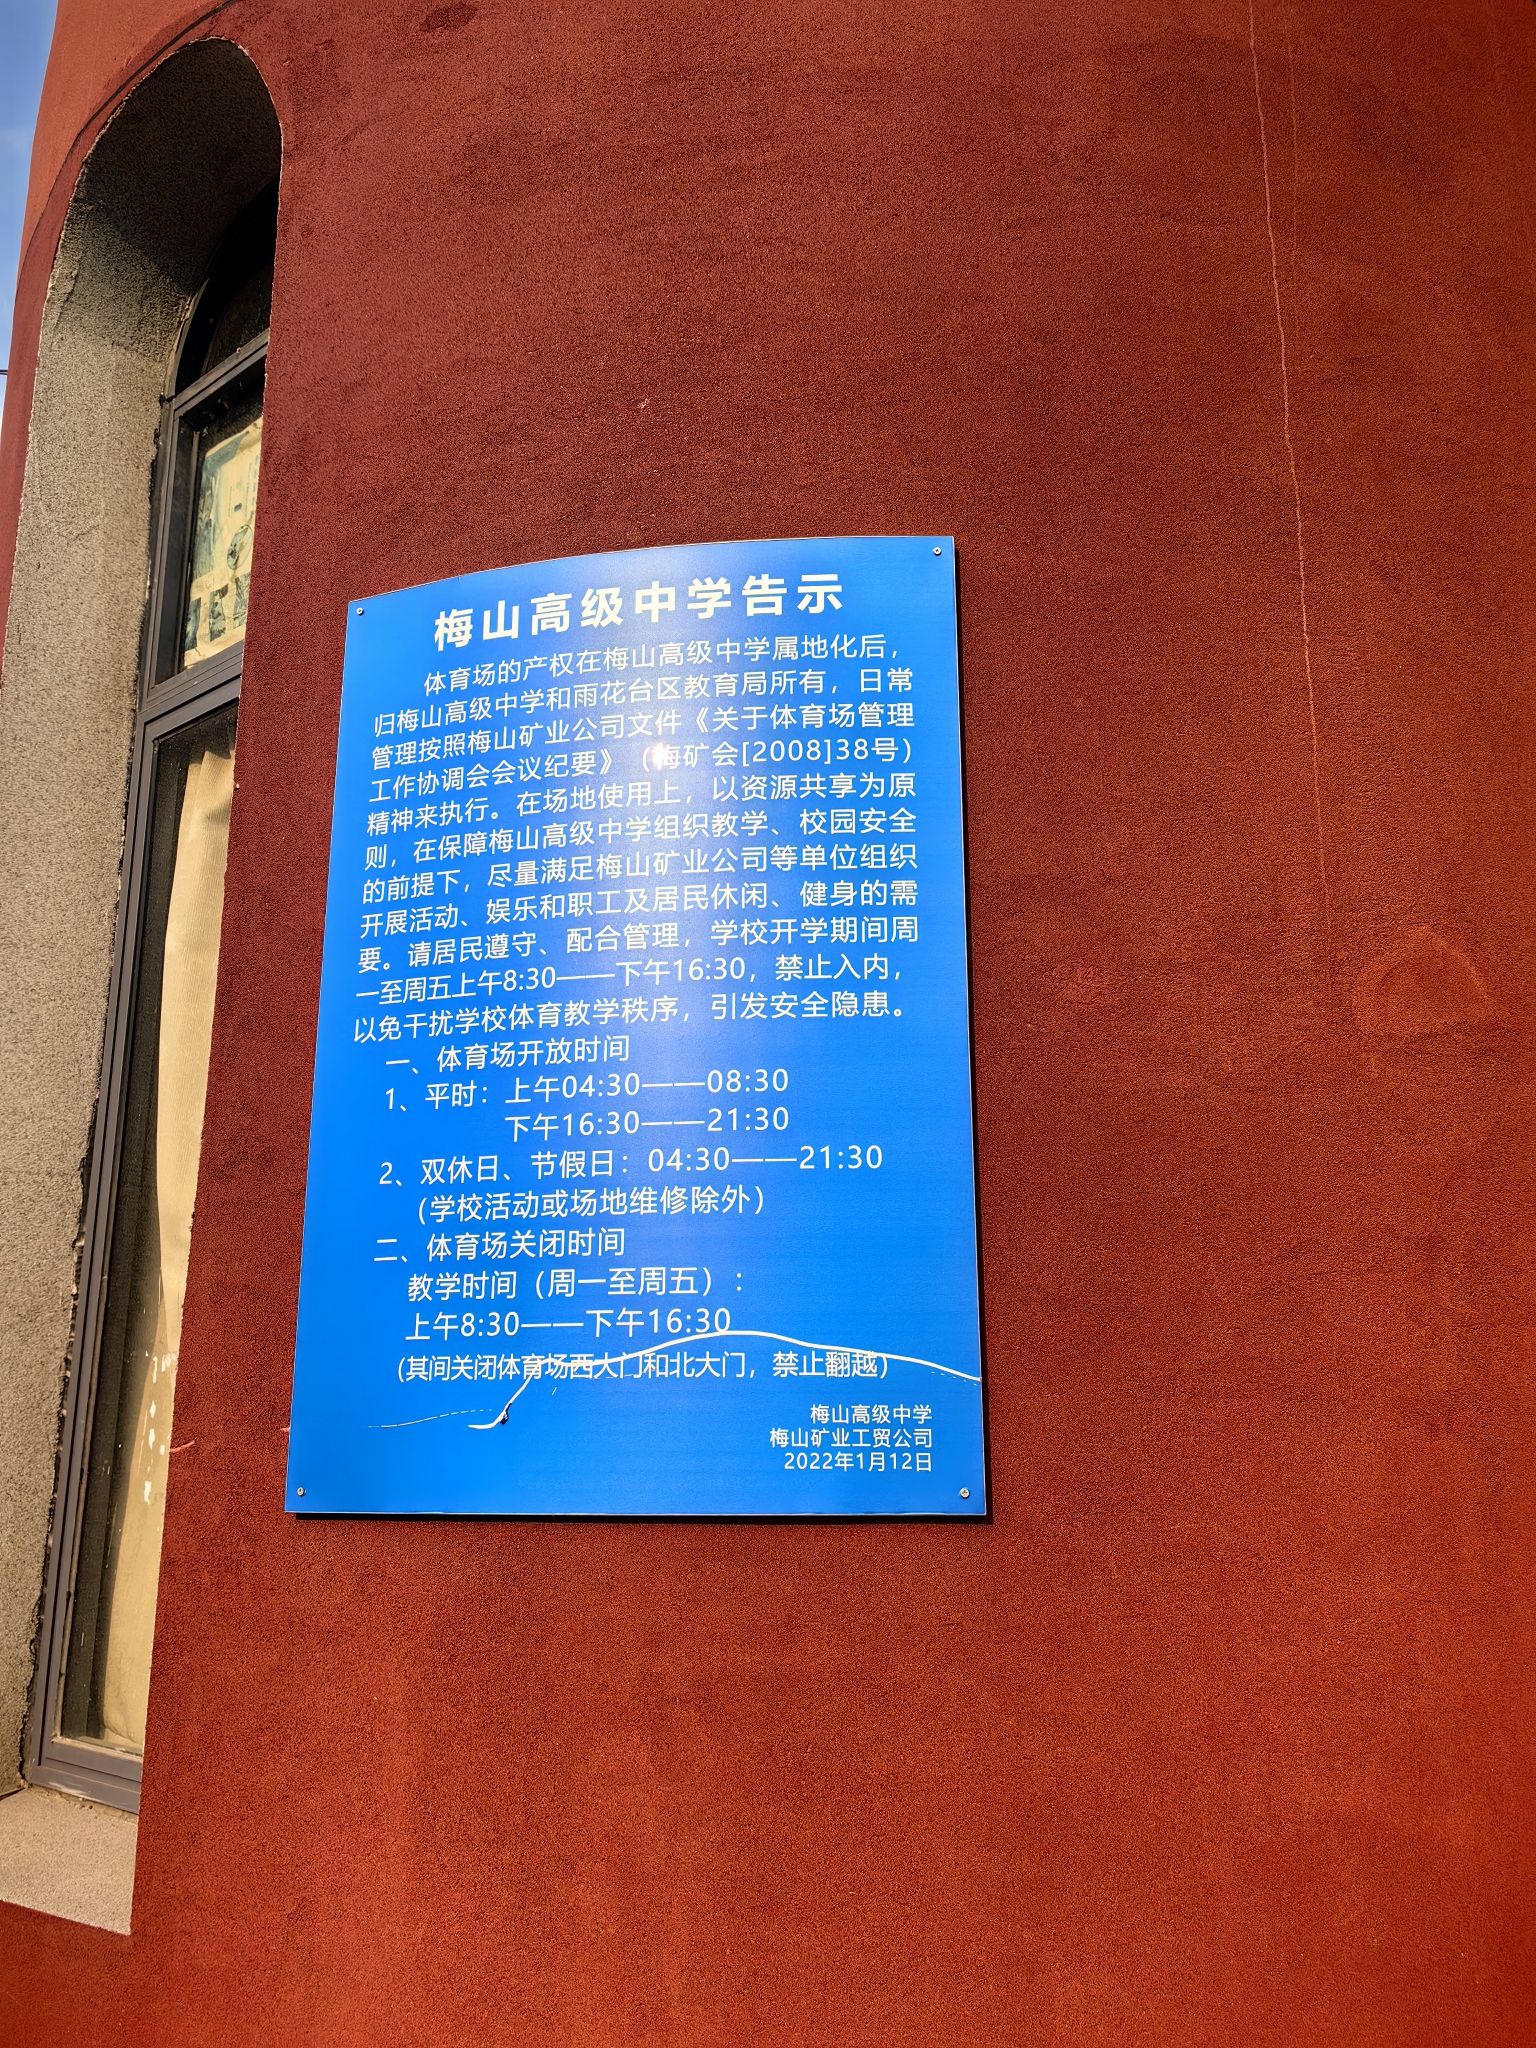 梅山高级中学告示
体育场的产权在梅山高级中学属地化后，
归梅山高级中学和雨花台区教育局所有，日常
管理按照梅山矿业公司文件《关于体育场管理
工作协调会会议纪要》（梅矿会[2008]38号）
精神来执行。在场地使用上，以资源共享为原
则，在保障梅山高级中学组织教学、校园安全
的前提下，尽量满足梅山矿业公司等单位组织
开展活动、娱乐和职工及居民休闲、健身的需
要。请居民遵守、配合管理，学校开学期间周
一至周五上午8:30——下午16:30，禁止入内，
以免干扰学校体育教学秩序，引发安全隐患。
一、体育场开放时间
1、平时：上午04:30——08:30
下午16:30——21:30
2、双休日、节假日：04:30——21:30
（学校活动或场地维修除外）
二、体育场关闭时间
教学时间（周一至周五）：
上午8:30——下午16:30
（其间关闭体育场西大门和北大门，禁止翻越）
梅山高级中学
梅山矿业工贸公司
2022年1月12日